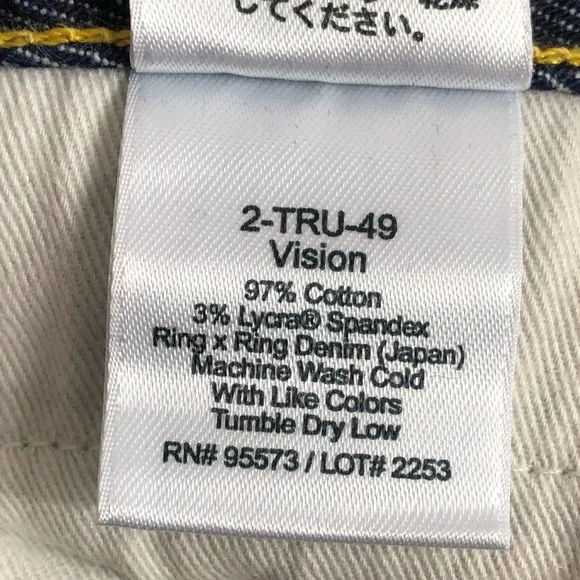 してください。
2-TRU-49
Vision
97% Cotton
3% Lycra® Spandex
Ring x Ring Denim (Japan)
Machine Wash Cold
With Like Colors
Tumble Dry Low
RN# 95573 / LOT# 2253